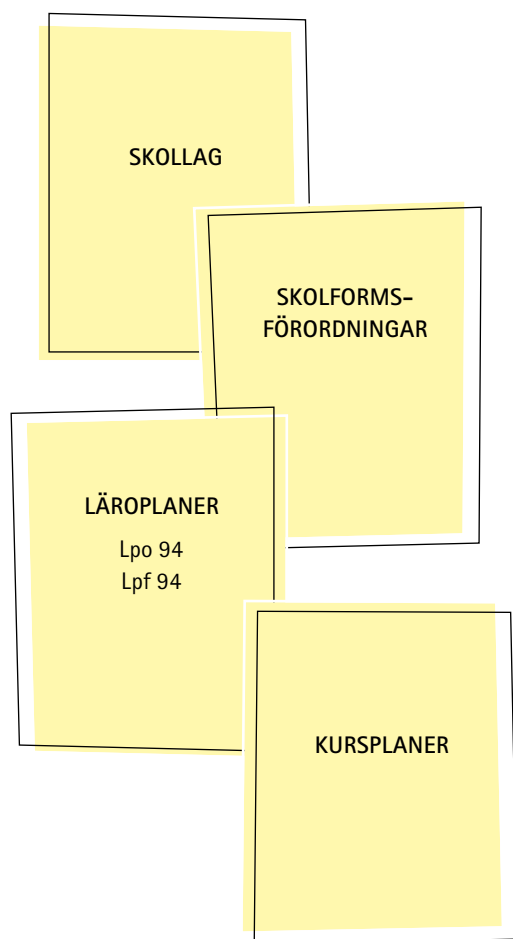 SKOLLAG
SKOLFORMS-
FÖRORDNINGAR
LÄROPLANER
Lpo 94
Lpf 94
KURSPLANER